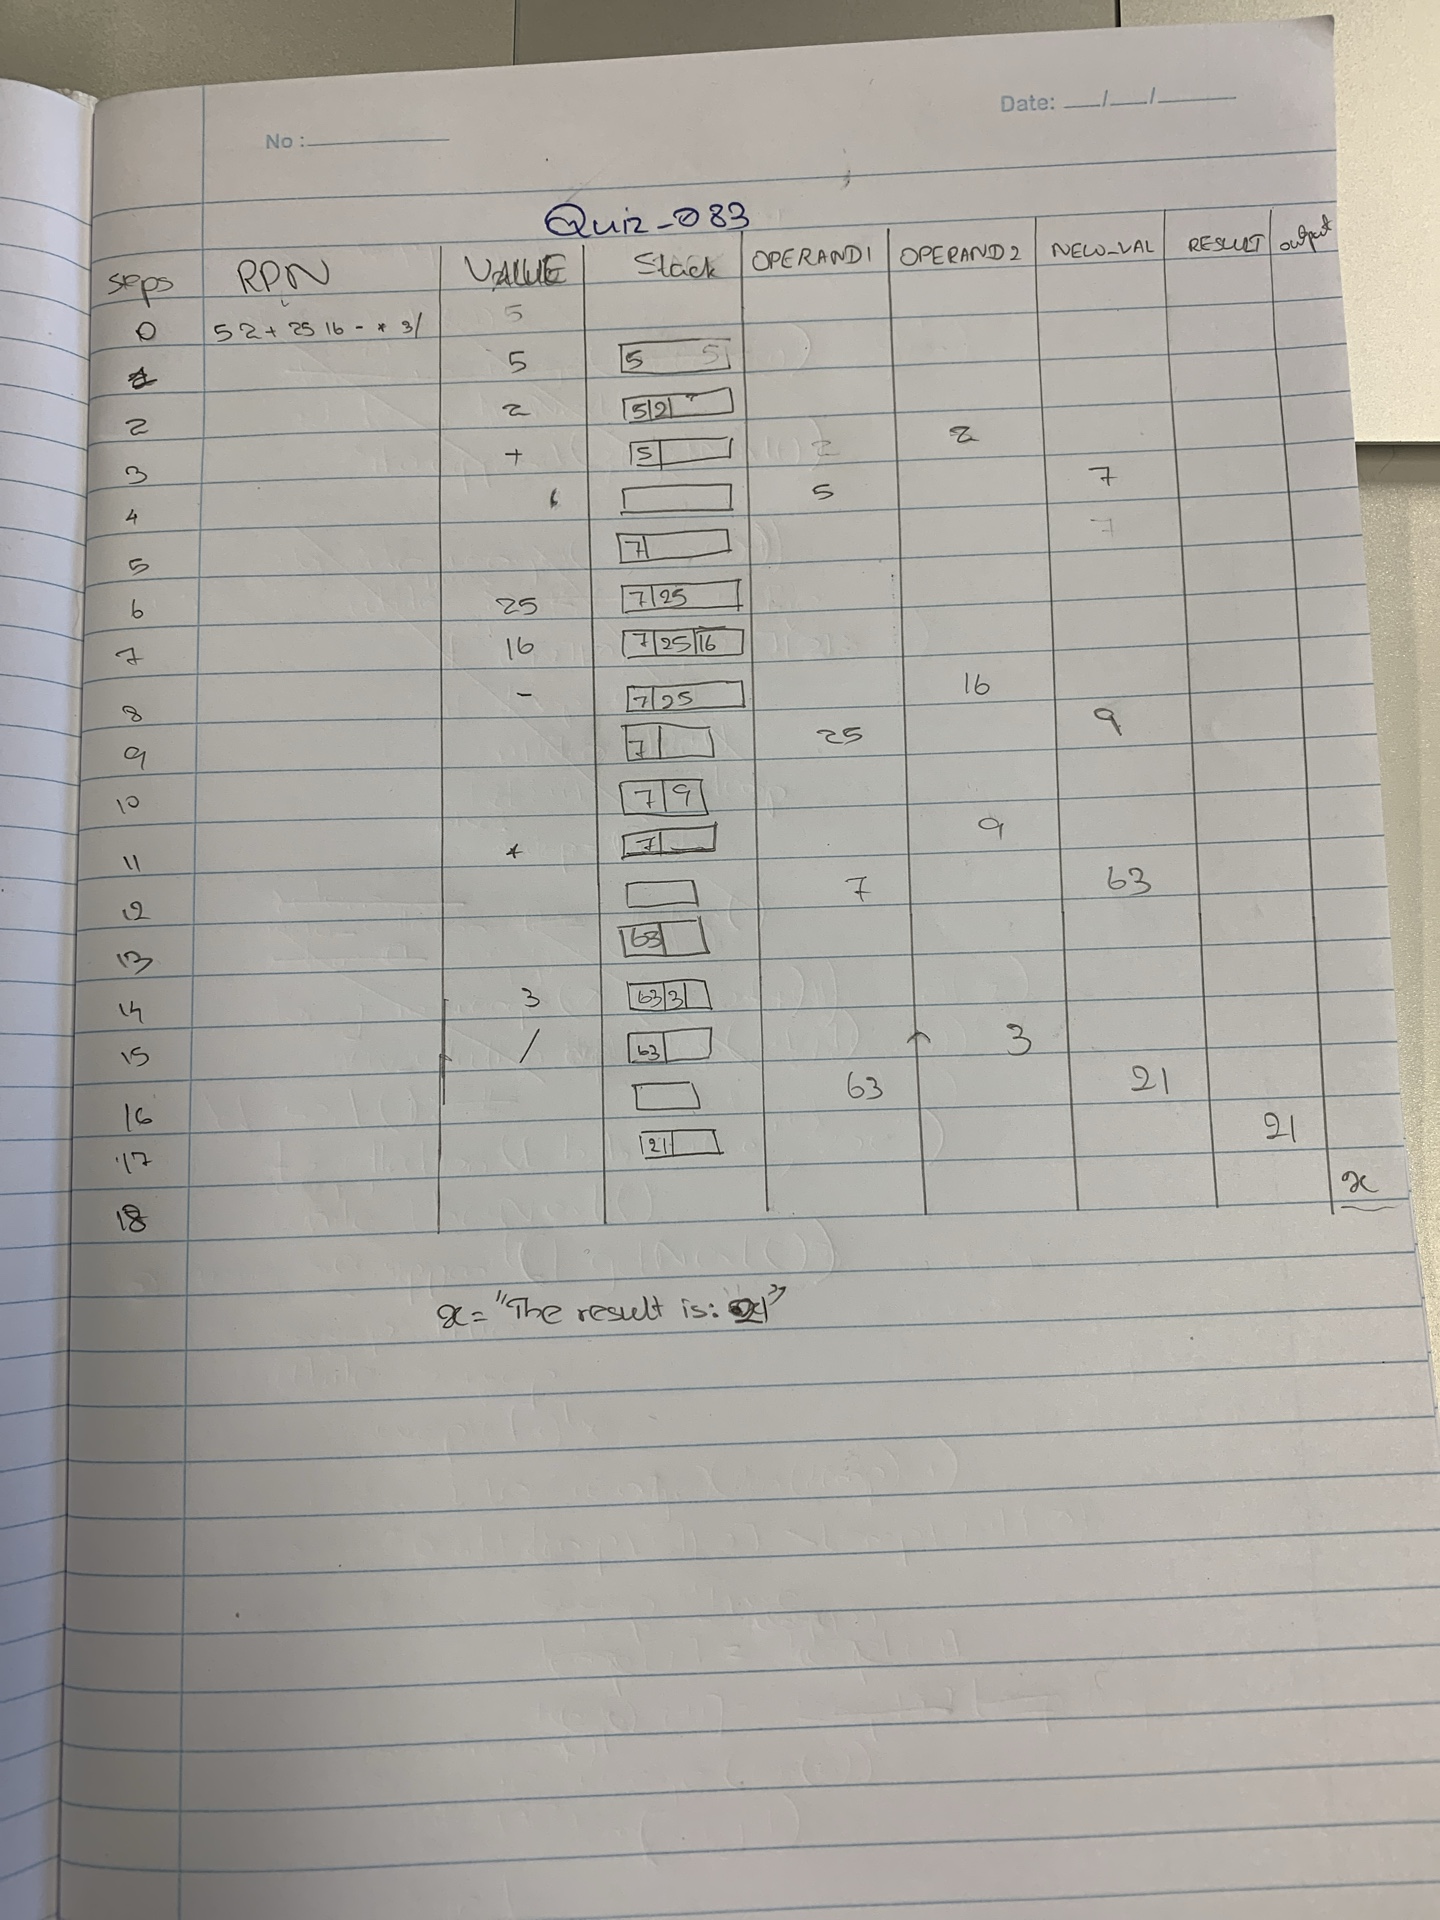 No :
Date: __/__/____
Quiz-083
steps RPN VALUE Stack OPERAND1 OPERAND2 NEW_VAL RESULT output
0 5 2 + 25 16 - * 3/ 5
1 5 5 5
2 2 5 2
3 + 5 2 2
4 5 7
5 7 7
6 25 7 25
7 16 7 25 16
8 - 7 25 16
9 7 25 9
10 7 9
11 * 7 9
12 7 63
13 63
14 3 63 3
15 / 63 3
16 63 21
17 21 21
18 x
x = "The result is: 21"